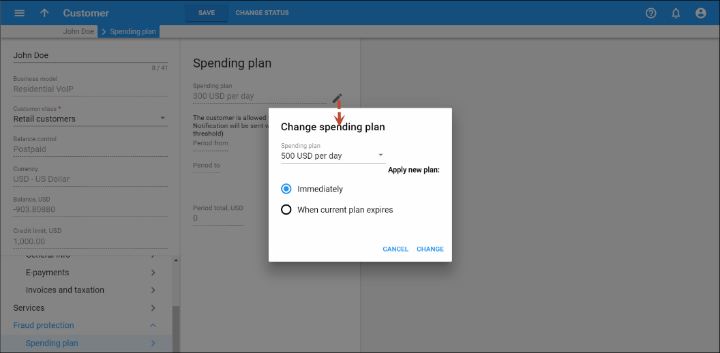 Customer
SAVE
CHANGE STATUS
John Doe
Spending plan
John Doe
8 / 41
Business model
Residential VoIP
Customer class *
Retail customers
Balance control
Postpaid
Currency
USD - US Dollar
Balance, USD
-903.80880
Credit limit, USD
1,000.00
General info
E-payments
Invoices and taxation
Services
Fraud protection
Spending plan
Spending plan
Spending plan
300 USD per day
The customer is allowed
Notification will be sent
threshold)
Period from
Period to
Period total, USD
0
Change spending plan
Spending plan
500 USD per day
Apply new plan:
Immediately
When current plan expires
CANCEL
CHANGE